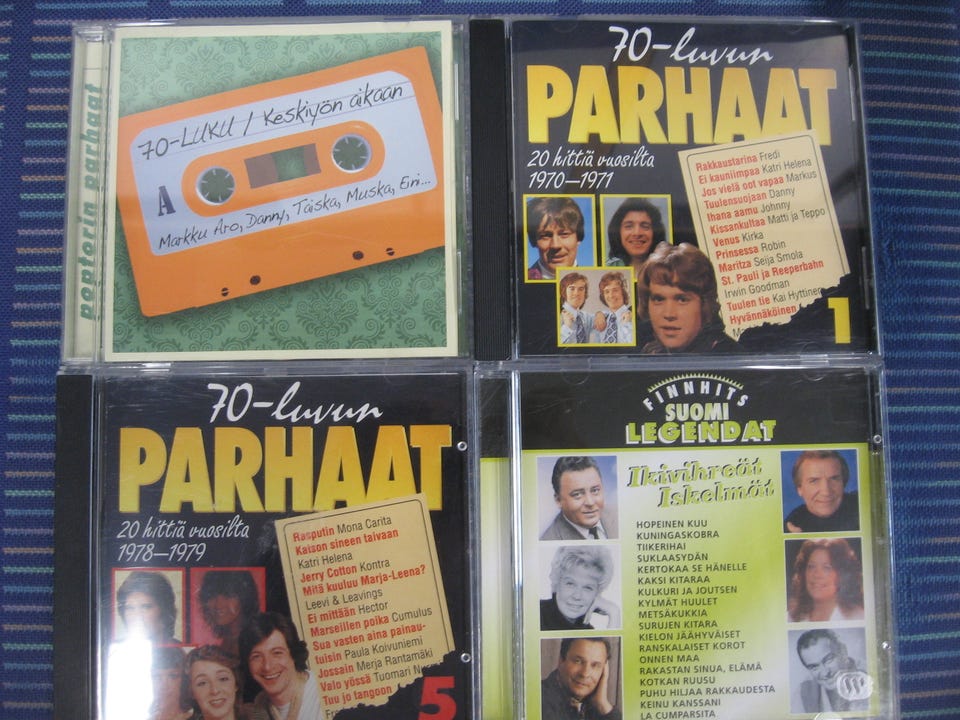 poptorin parhaat
70-LUKU / Keskiyön aikaan
A
Markku Aro, Danny, Taiska, Muska, Eini...
70-luvun
PARHAAT
20 hittiä vuosilta
1970–1971
Rakkaustarina Fredi
Ei kauniimpaa Katri Helena
Jos vielä oot vapaa Markus
Tuulensuojaan Danny
Ihana aamu Johnny
Kissankultaa Matti ja Teppo
Venus Kirka
Prinsessa Robin
Maritza Seija Simola
St. Pauli ja Reeperbahn
Irwin Goodman
Tuulen tie Kai Hyttinen
Hyvännäköinen
1
70-luvun
PARHAAT
20 hittiä vuosilta
1978–1979
Rasputin Mona Carita
Katson sineen taivaan
Katri Helena
Jerry Cotton Kontra
Mitä kuuluu Marja-Leena?
Leevi & Leavings
Ei mittään Hector
Marseillen poika Cumulus
Sua vasten aina painau-
tuisin Paula Koivuniemi
Jossain Merja Rantamäki
Valo yössä Tuomari N
Tuu jo tangoon
Fr
5
FINNHITS
SUOMI
LEGENDAT
Ikivihreät
Iskelmät
HOPEINEN KUU
KUNINGASKOBRA
TIIKERIHAI
SUKLAASYDÄN
KERTOKAA SE HÄNELLE
KAKSI KITARAA
KULKURI JA JOUTSEN
KYLMÄT HUULET
METSÄKUKKIA
SURUJEN KITARA
KIELON JÄÄHYVÄISET
RANSKALAISET KOROT
ONNEN MAA
RAKASTAN SINUA, ELÄMÄ
KOTKAN RUUSU
PUHU HILJAA RAKKAUDESTA
KEINU KANSSANI
LA CUMPARSITA